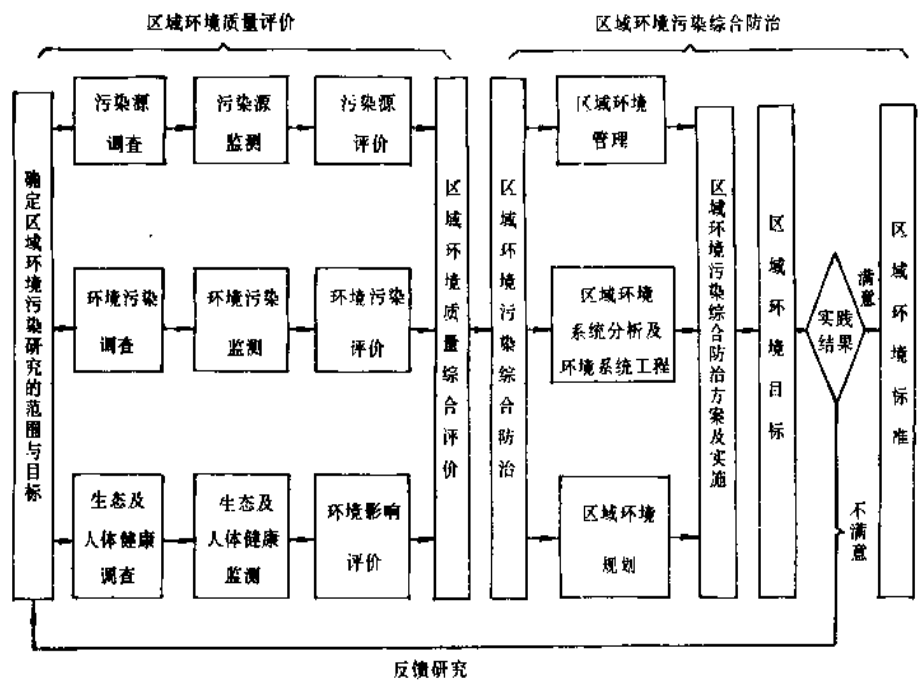 区域环境质量评价
区域环境污染综合防治
确定区域环境污染研究的范围与目标
污染源
调查
污染源
监测
污染源
评价
环境污染
调查
环境污染
监测
环境污染
评价
生态及
人体健康
调查
生态及
人体健康
监测
环境影响
评价
区域环境质量综合评价
区域环境污染综合防治
区域环境
管理
区域环境
系统分析及
环境系统工程
区域环境
规划
区域环境污染综合防治方案及实施
区域环境目标
实践
结果
满意
不满意
区域环境标准
反馈研究